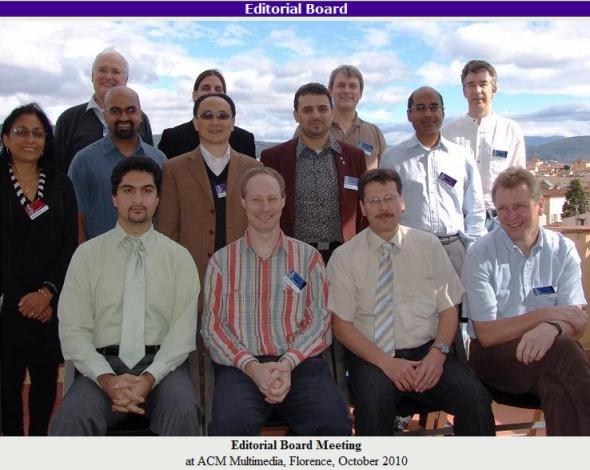 Editorial Board
Editorial Board Meeting
at ACM Multimedia, Florence, October 2010